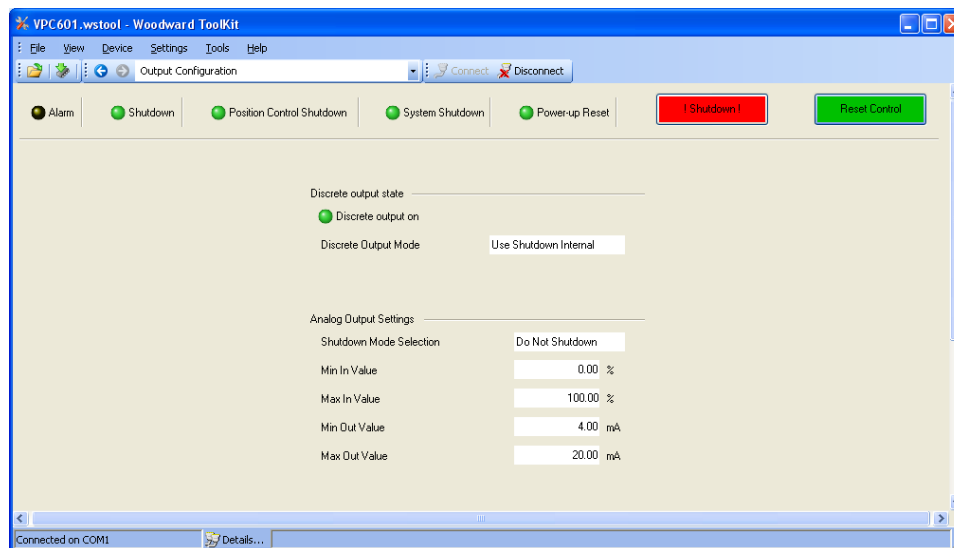 VPC601.wstool - Woodward ToolKit
File View Device Settings Tools Help
Output Configuration Connect Disconnect
Alarm Shutdown Position Control Shutdown System Shutdown Power-up Reset ! Shutdown ! Reset Control
Discrete output state
Discrete output on
Discrete Output Mode Use Shutdown Internal
Analog Output Settings
Shutdown Mode Selection Do Not Shutdown
Min In Value 0.00 %
Max In Value 100.00 %
Min Out Value 4.00 mA
Max Out Value 20.00 mA
Connected on COM1 Details...